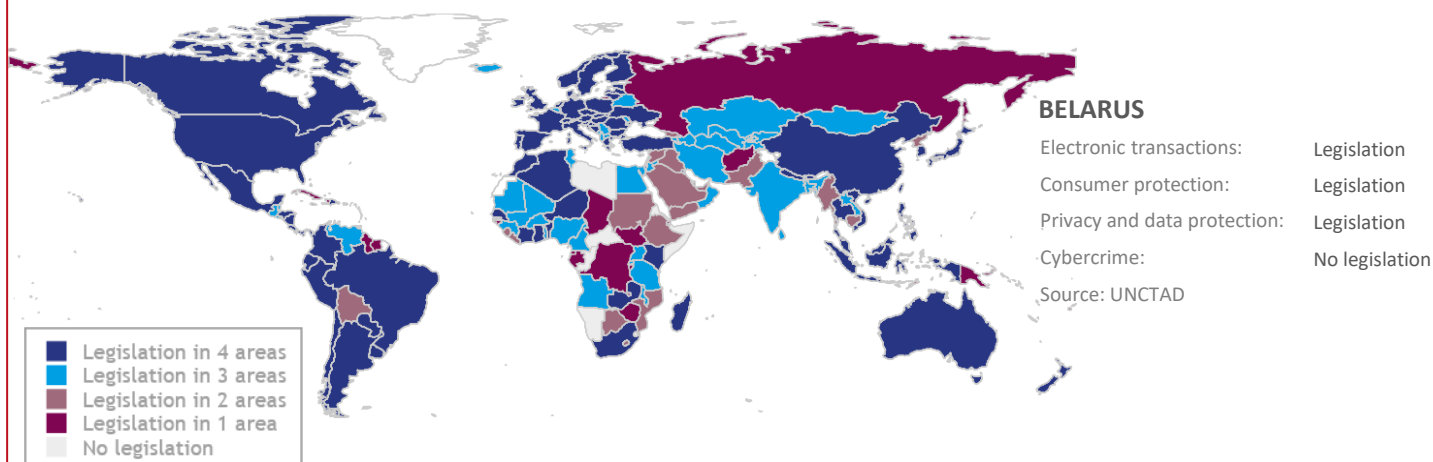 BELARUS
Electronic transactions: Legislation
Consumer protection: Legislation
Privacy and data protection: Legislation
Cybercrime: No legislation
Source: UNCTAD
Legislation in 4 areas
Legislation in 3 areas
Legislation in 2 areas
Legislation in 1 area
No legislation